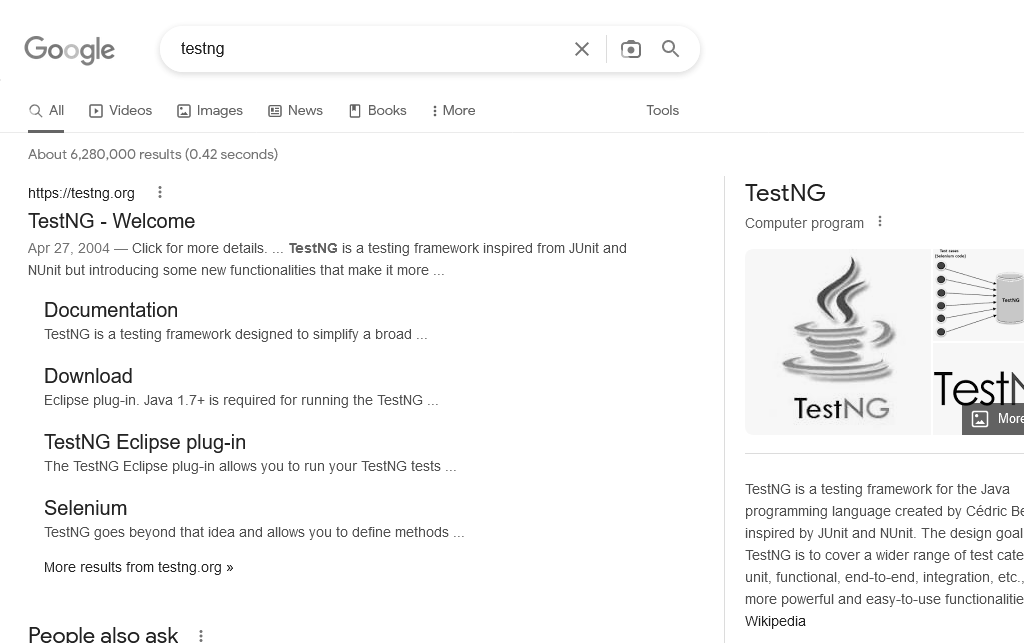 Google
testng
All Videos Images News Books More Tools
About 6,280,000 results (0.42 seconds)
https://testng.org
TestNG - Welcome
Apr 27, 2004 — Click for more details. ... TestNG is a testing framework inspired from JUnit and
NUnit but introducing some new functionalities that make it more ...
Documentation
TestNG is a testing framework designed to simplify a broad ...
Download
Eclipse plug-in. Java 1.7+ is required for running the TestNG ...
TestNG Eclipse plug-in
The TestNG Eclipse plug-in allows you to run your TestNG tests ...
Selenium
TestNG goes beyond that idea and allows you to define methods ...
More results from testng.org »
People also ask
TestNG
Computer program
TestNG
Test cases
(Selenium code)
TestNG
TestN
More
TestNG is a testing framework for the Java
programming language created by Cédric Be
inspired by JUnit and NUnit. The design goal
TestNG is to cover a wider range of test cate
unit, functional, end-to-end, integration, etc.,
more powerful and easy-to-use functionalitie
Wikipedia